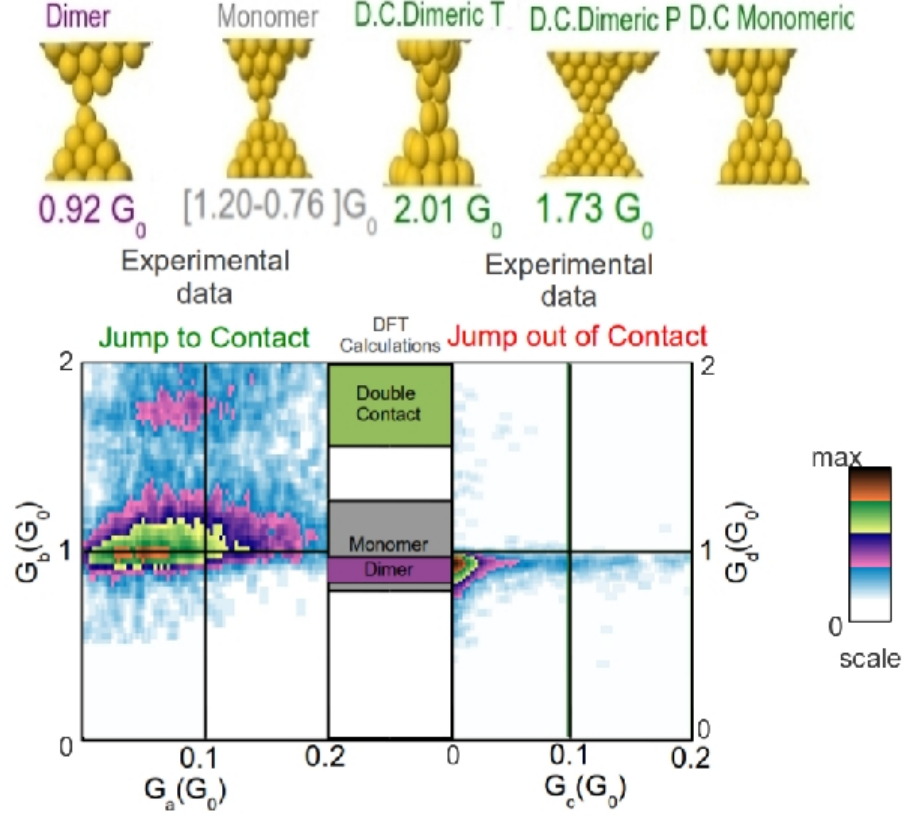 Dimer
Monomer
D.C.Dimeric T
D.C.Dimeric P
D.C Monomeric
0.92 G0
[1.20-0.76 ]G0
2.01 G0
1.73 G0
Experimental
data
Experimental
data
Jump to Contact
DFT
Calculations
Jump out of Contact
2
Double
Contact
2
max
Gb(G0)
1
Monomer
Dimer
1
Gd(G0)
0
scale
0
0.1
0.2
0
0.1
0.2
0
Ga(G0)
Gc(G0)